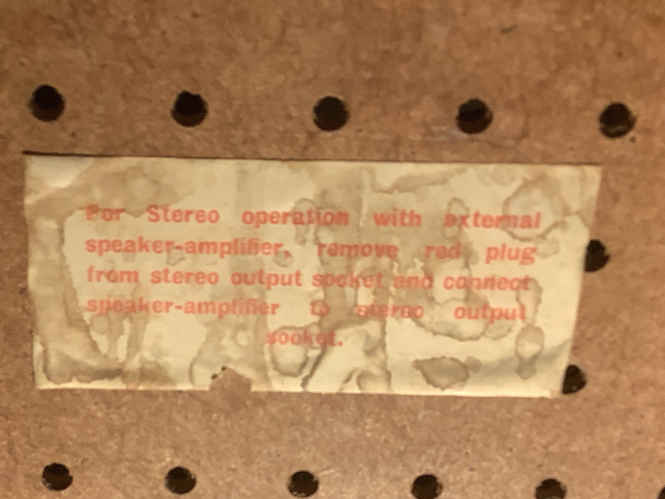 For Stereo operation with external
speaker-amplifier, remove red plug
from stereo output socket and connect
speaker-amplifier to stereo output
socket.